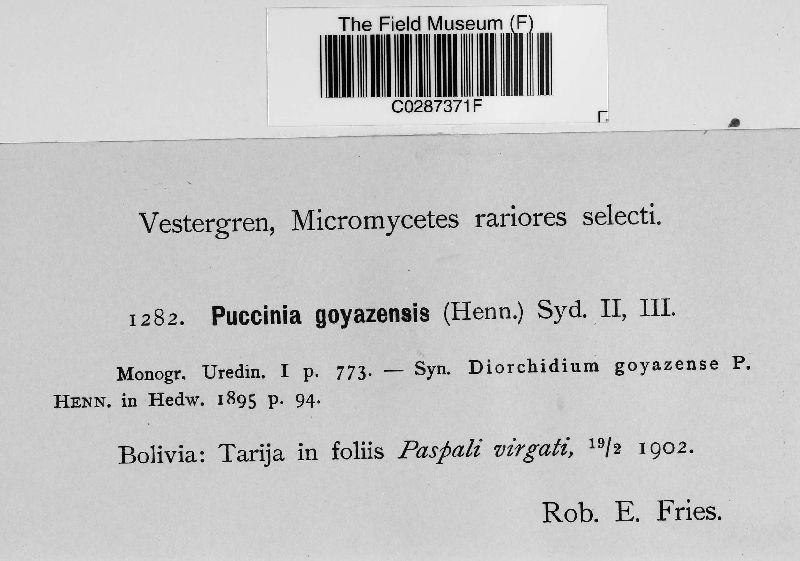 The Field Museum (F)
C0287371F
Vestergren, Micromycetes rariores selecti.
1282. Puccinia goyazensis (Henn.) Syd. II, III.
Monogr. Uredin. I p. 773. — Syn. Diorchidium goyazense P.
HENN. in Hedw. 1895 p. 94.
Bolivia: Tarija in foliis Paspali virgati, 19/2 1902.
Rob. E. Fries.